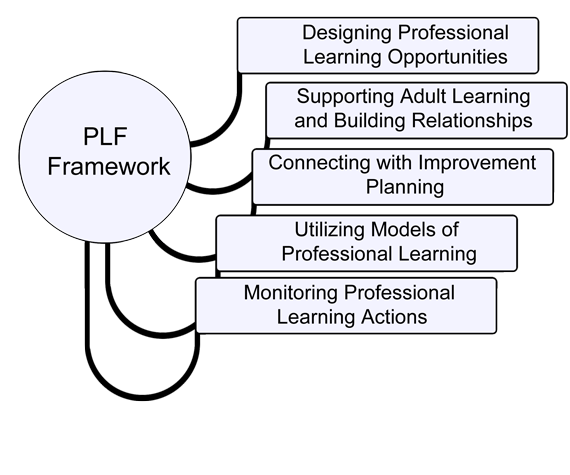 PLF
Framework
Designing Professional
Learning Opportunities
Supporting Adult Learning
and Building Relationships
Connecting with Improvement
Planning
Utilizing Models of
Professional Learning
Monitoring Professional
Learning Actions